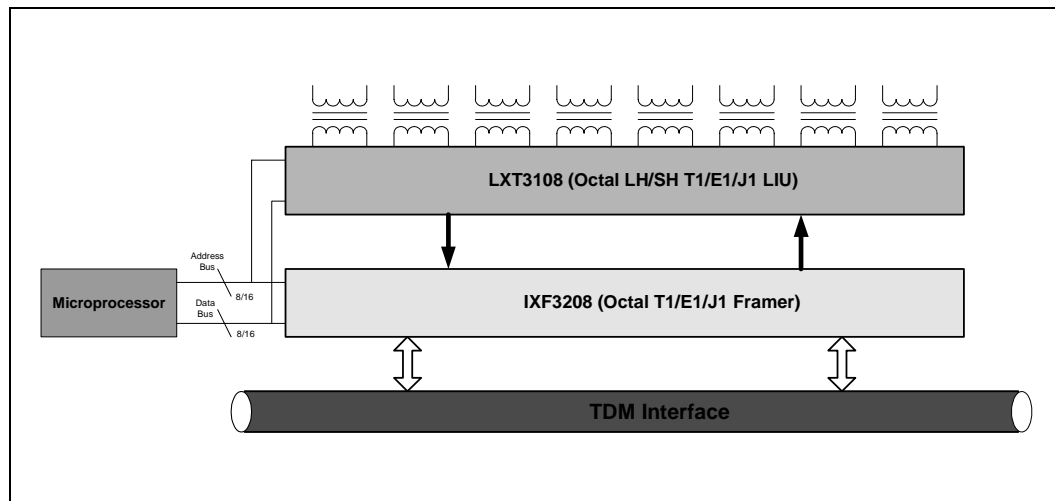 LXT3108 (Octal LH/SH T1/E1/J1 LIU)
Address
Bus
8/16
Microprocessor
IXF3208 (Octal T1/E1/J1 Framer)
Data
Bus
8/16
TDM Interface